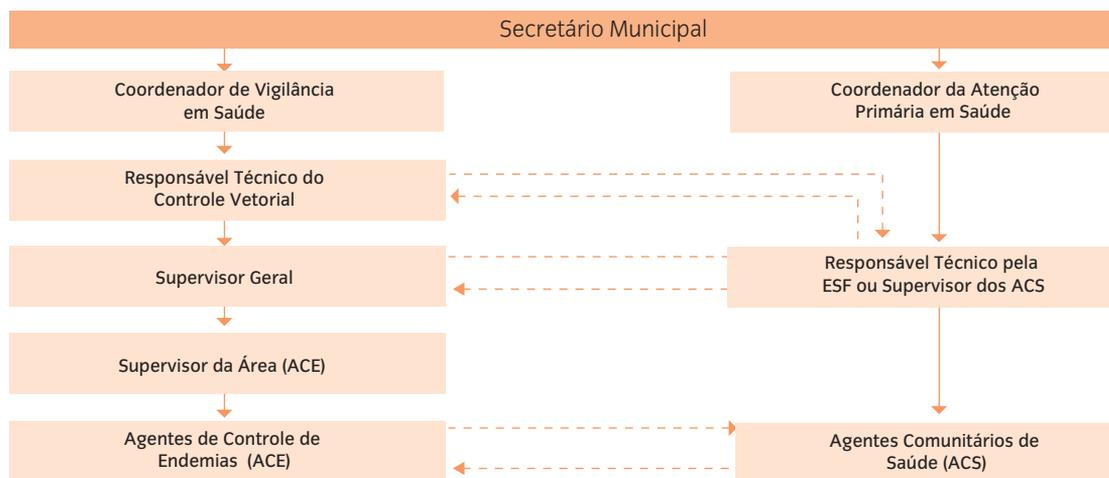 Secretário Municipal
Coordenador de Vigilância
em Saúde
Coordenador da Atenção
Primária em Saúde
Responsável Técnico do
Controle Vetorial
Supervisor Geral
Responsável Técnico pela
ESF ou Supervisor dos ACS
Supervisor da Área (ACE)
Agentes de Controle de
Endemias (ACE)
Agentes Comunitários de
Saúde (ACS)